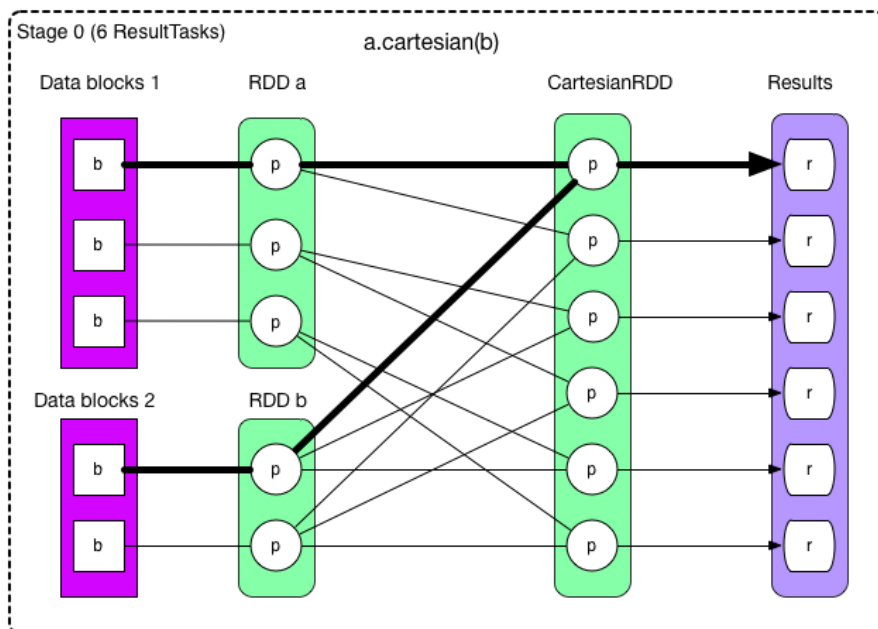 Stage 0 (6 ResultTasks)
a.cartesian(b)
Data blocks 1
RDD a
CartesianRDD
Results
b
p
p
r
b
p
p
r
b
p
p
r
Data blocks 2
RDD b
p
r
b
p
p
r
b
p
p
r